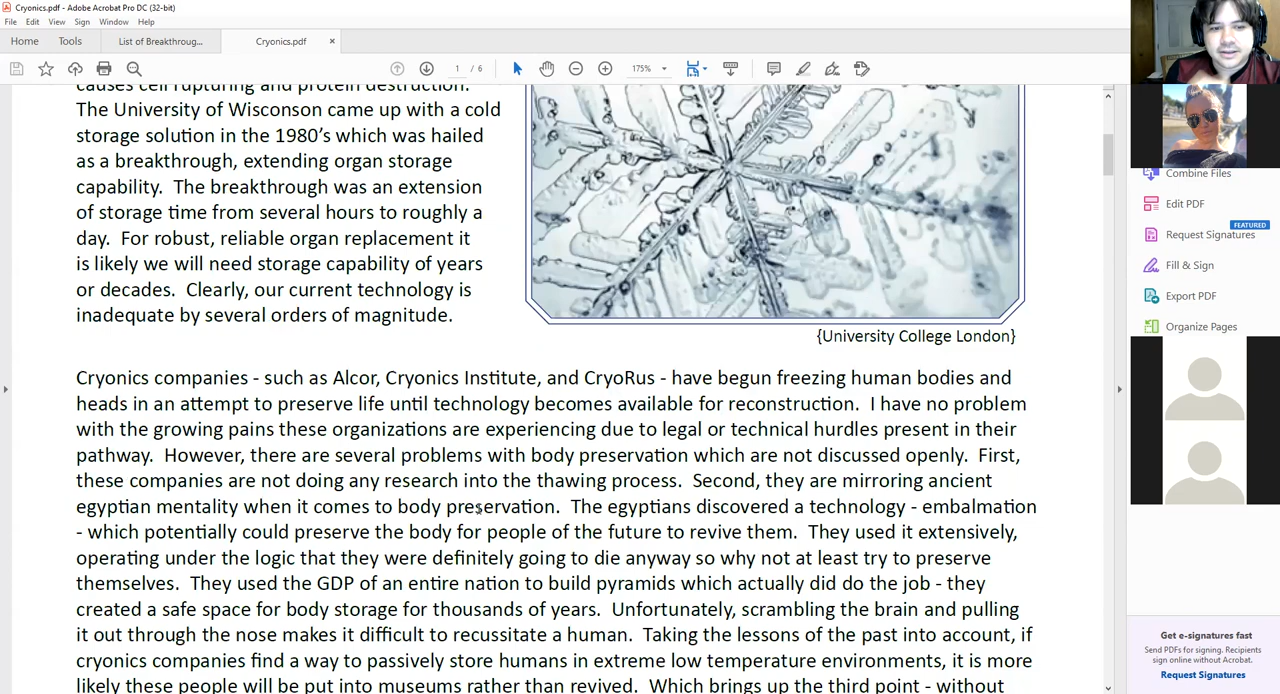 Cryonics.pdf - Adobe Acrobat Pro DC (32-bit)
File Edit View Sign Window Help
Home Tools List of Breakthroug... Cryonics.pdf ×
1 / 6 175%
causes cell rupturing and protein destruction.
The University of Wisconson came up with a cold
storage solution in the 1980's which was hailed
as a breakthrough, extending organ storage
capability. The breakthrough was an extension
of storage time from several hours to roughly a
day. For robust, reliable organ replacement it
is likely we will need storage capability of years
or decades. Clearly, our current technology is
inadequate by several orders of magnitude.
{University College London}
Cryonics companies - such as Alcor, Cryonics Institute, and CryoRus - have begun freezing human bodies and
heads in an attempt to preserve life until technology becomes available for reconstruction. I have no problem
with the growing pains these organizations are experiencing due to legal or technical hurdles present in their
pathway. However, there are several problems with body preservation which are not discussed openly. First,
these companies are not doing any research into the thawing process. Second, they are mirroring ancient
egyptian mentality when it comes to body preservation. The egyptians discovered a technology - embalmation
- which potentially could preserve the body for people of the future to revive them. They used it extensively,
operating under the logic that they were definitely going to die anyway so why not at least try to preserve
themselves. They used the GDP of an entire nation to build pyramids which actually did do the job - they
created a safe space for body storage for thousands of years. Unfortunately, scrambling the brain and pulling
it out through the nose makes it difficult to recussitate a human. Taking the lessons of the past into account, if
cryonics companies find a way to passively store humans in extreme low temperature environments, it is more
likely these people will be put into museums rather than revived. Which brings up the third point - without
Combine Files
Edit PDF
FEATURED
Request Signatures
Fill & Sign
Export PDF
Organize Pages
Get e-signatures fast
Send PDFs for signing. Recipients
sign online without Acrobat.
Request Signatures